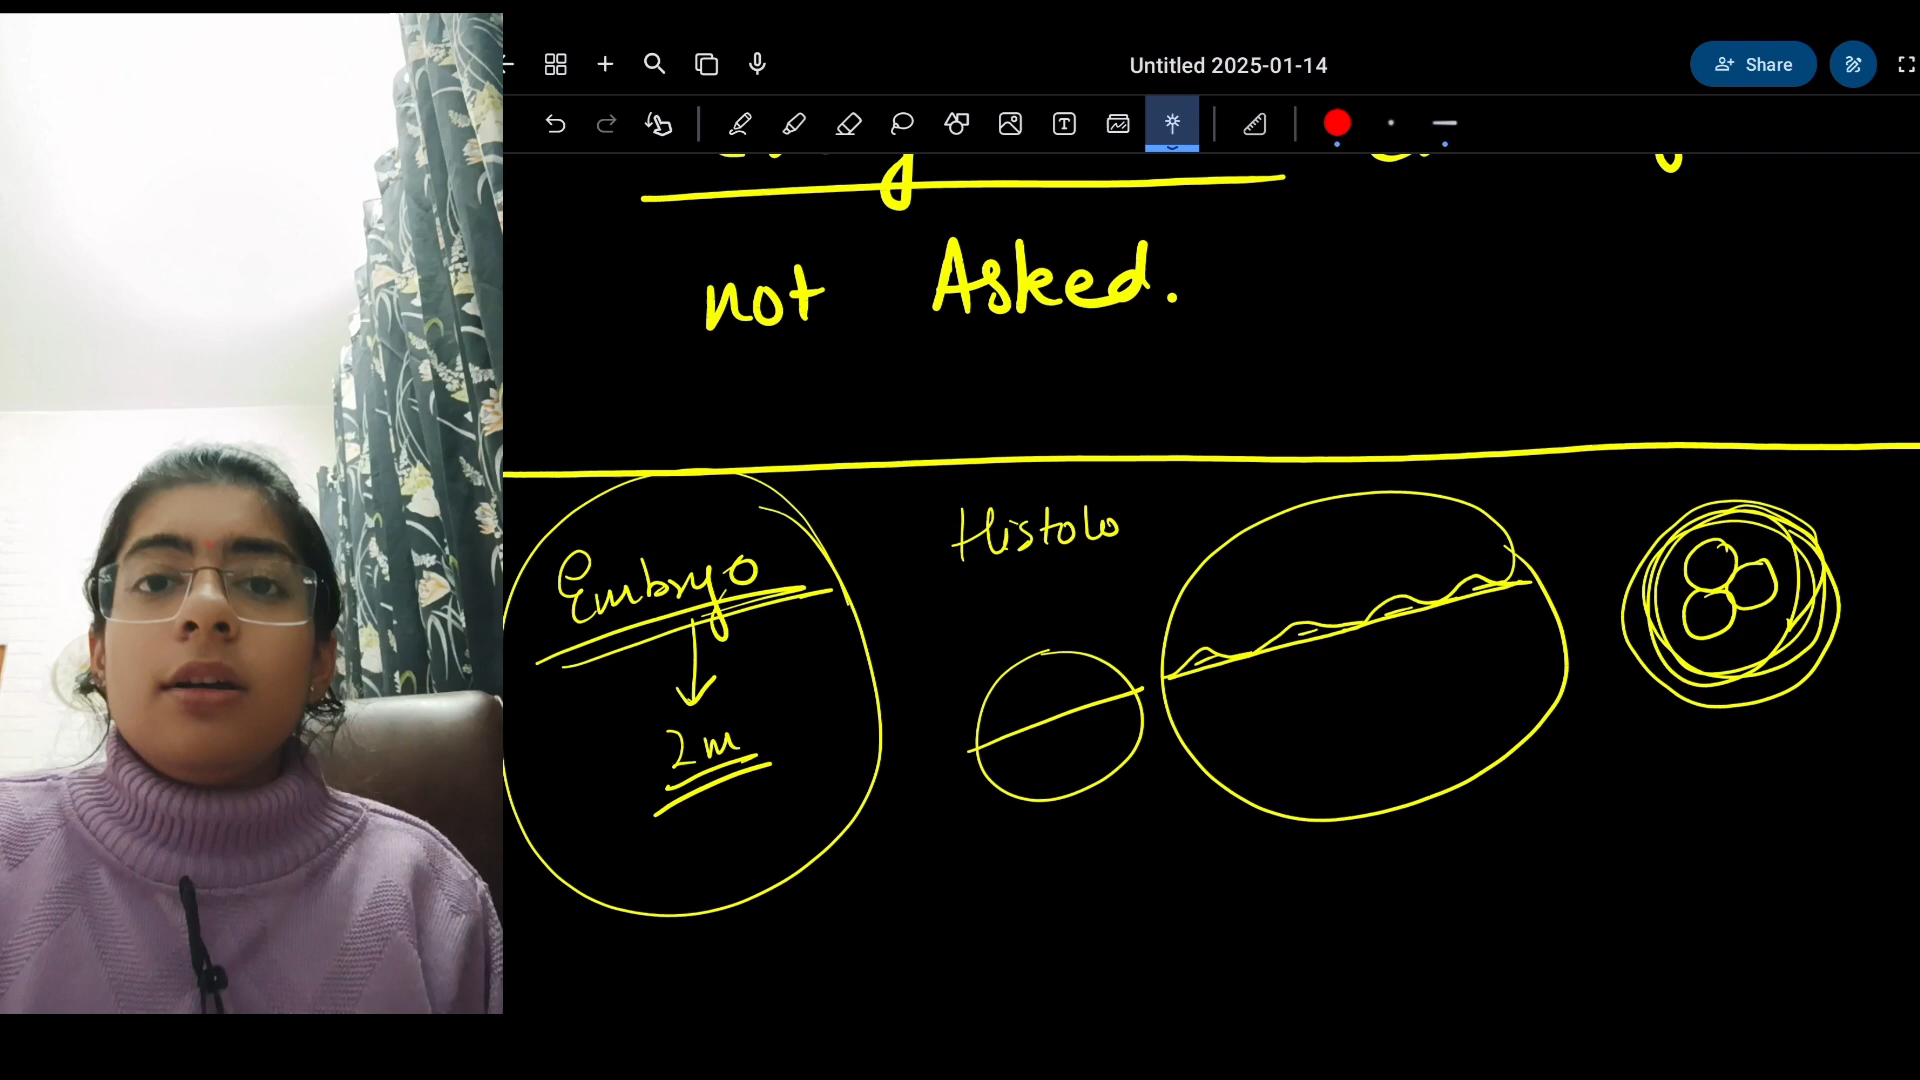 Untitled 2025-01-14
Share
not Asked.
Embryo
Histolo
2m